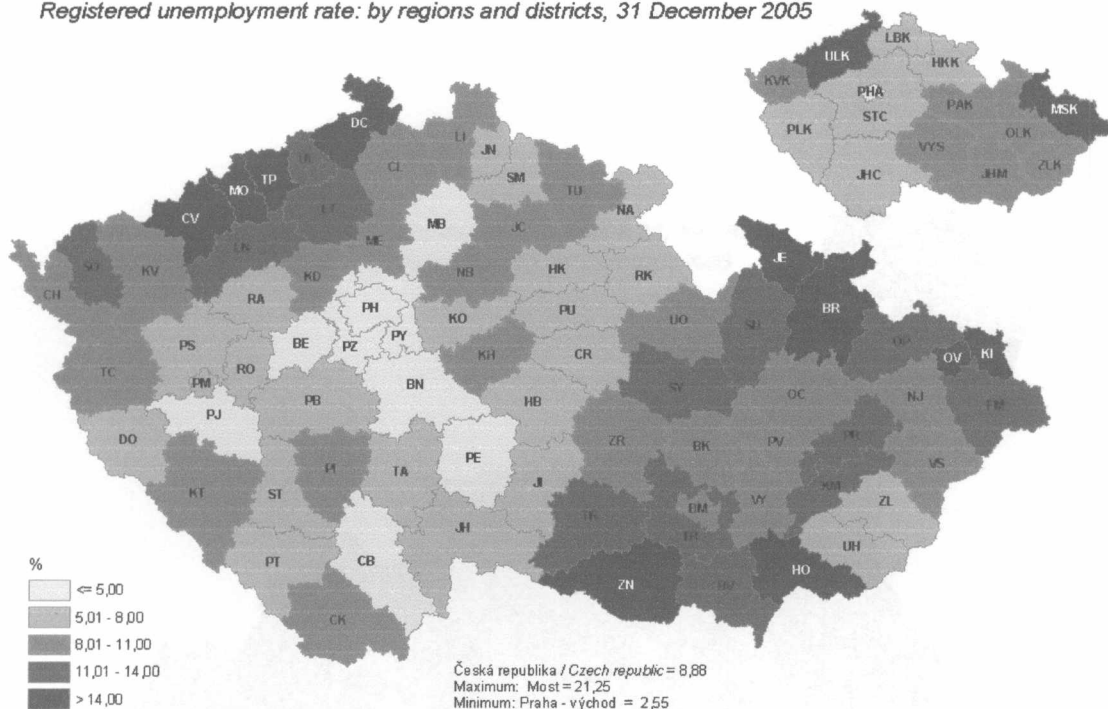 Registered unemployment rate: by regions and districts, 31 December 2005
ULK
LBK
HKK
KVK
PHA
STC
PLK
PAK
MSK
OLK
VYS
JHC
JHM
ZLK
DC
LI
JN
SM
TP
MO
CL
TU
CV
LT
LN
MB
JC
NA
ME
SO
KV
CH
KD
NB
HK
RK
JE
RA
PH
KO
PU
UO
SU
BR
PS
BE
PZ
PY
TC
RO
PM
KH
CR
OP
OV
KI
BN
SY
PB
HB
OC
NJ
FM
PJ
DO
PE
ZR
BK
PV
PR
VS
KT
ST
PI
TA
JI
KM
BM
VY
ZL
TR
JH
UH
PT
CB
ZN
HO
CK
%
<= 5,00
5,01 - 8,00
8,01 - 11,00
11,01 - 14,00
> 14,00
Česká republika / Czech republic = 8,88
Maximum: Most = 21,25
Minimum: Praha - východ = 2,55